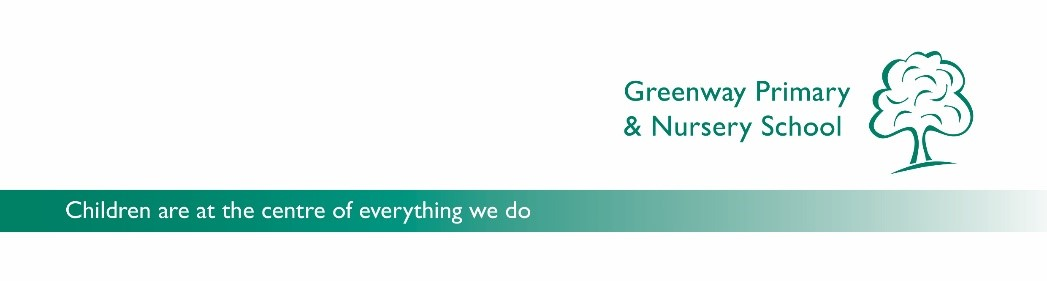 Greenway Primary
& Nursery School
Children are at the centre of everything we do